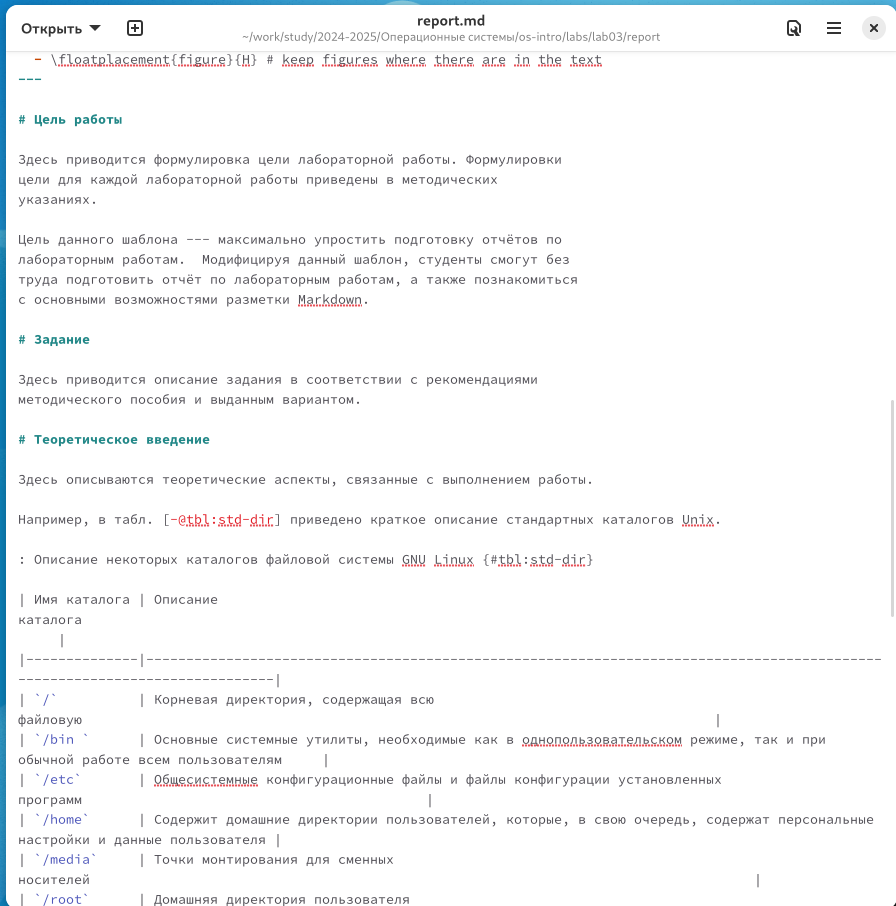 Открыть
report.md
~/work/study/2024-2025/Операционные системы/os-intro/labs/lab03/report
- \floatplacement{figure}{H} # keep figures where there are in the text
---
# Цель работы
Здесь приводится формулировка цели лабораторной работы. Формулировки
цели для каждой лабораторной работы приведены в методических
указаниях.
Цель данного шаблона --- максимально упростить подготовку отчётов по
лабораторным работам.  Модифицируя данный шаблон, студенты смогут без
труда подготовить отчёт по лабораторным работам, а также познакомиться
с основными возможностями разметки Markdown.
# Задание
Здесь приводится описание задания в соответствии с рекомендациями
методического пособия и выданным вариантом.
# Теоретическое введение
Здесь описываются теоретические аспекты, связанные с выполнением работы.
Например, в табл. [-@tbl:std-dir] приведено краткое описание стандартных каталогов Unix.
: Описание некоторых каталогов файловой системы GNU Linux {#tbl:std-dir}
| Имя каталога | Описание
каталога
|
|--------------|--------------------------------------------------------------------------------------------
--------------------------------|
| `/`          | Корневая директория, содержащая всю
файловую |
| `/bin `      | Основные системные утилиты, необходимые как в однопользовательском режиме, так и при
обычной работе всем пользователям     |
| `/etc`       | Общесистемные конфигурационные файлы и файлы конфигурации установленных
программ |
| `/home`      | Содержит домашние директории пользователей, которые, в свою очередь, содержат персональные
настройки и данные пользователя |
| `/media`     | Точки монтирования для сменных
носителей |
| `/root`      | Домашняя директория пользователя